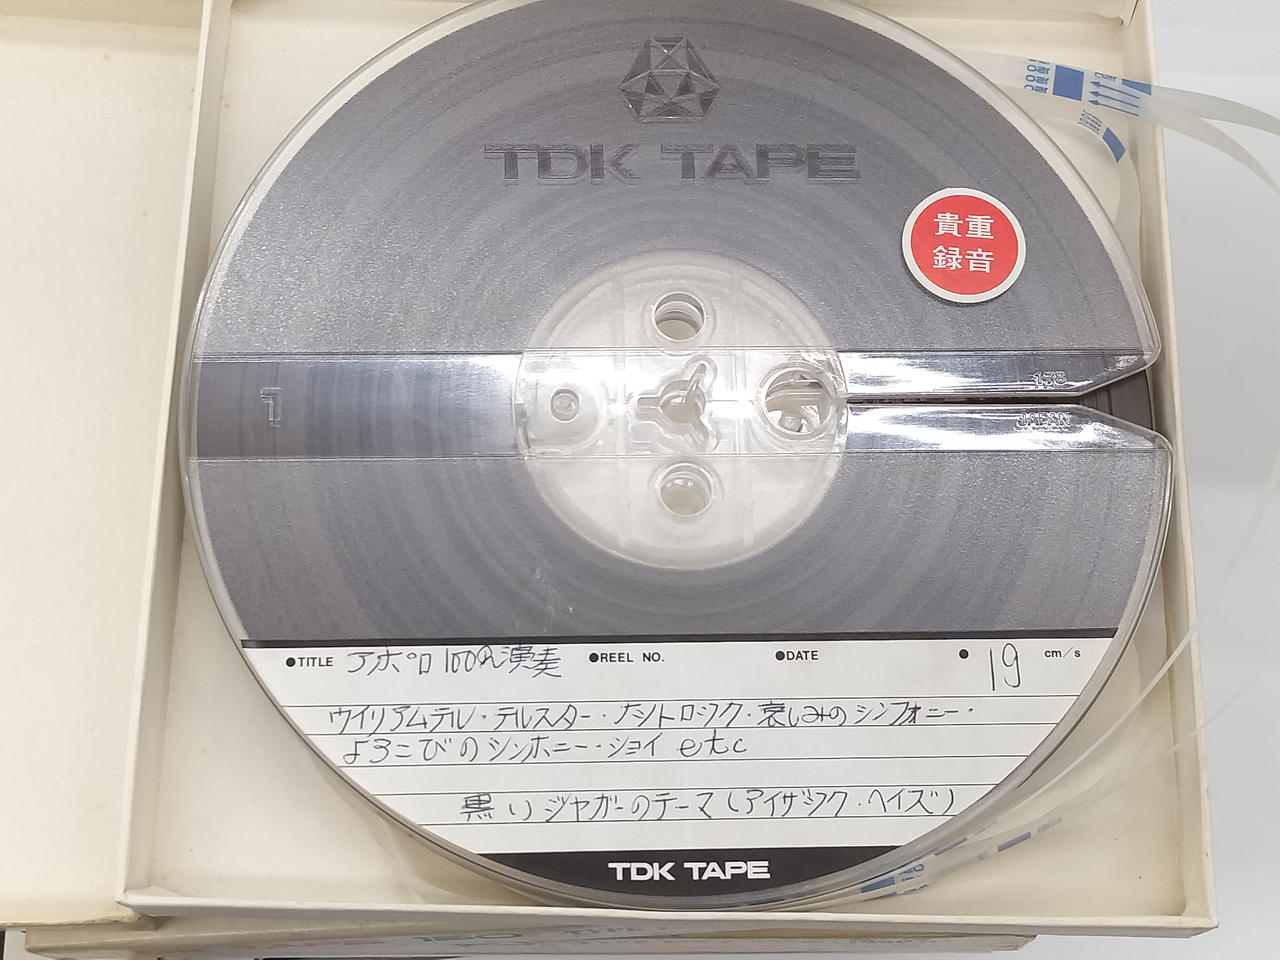 TDK TAPE
貴重
録音
1
178
JAPAN
●TITLE アポロ100の演奏 ●REEL NO. ●DATE ● 19 cm/s
ウイリアムテル・テルスター・ナットロック・哀しみのシンフォニー・
よろこびのシンホニー・ジョイ etc
黒いジャガーのテーマ(アイザック・ヘイズ)
TDK TAPE